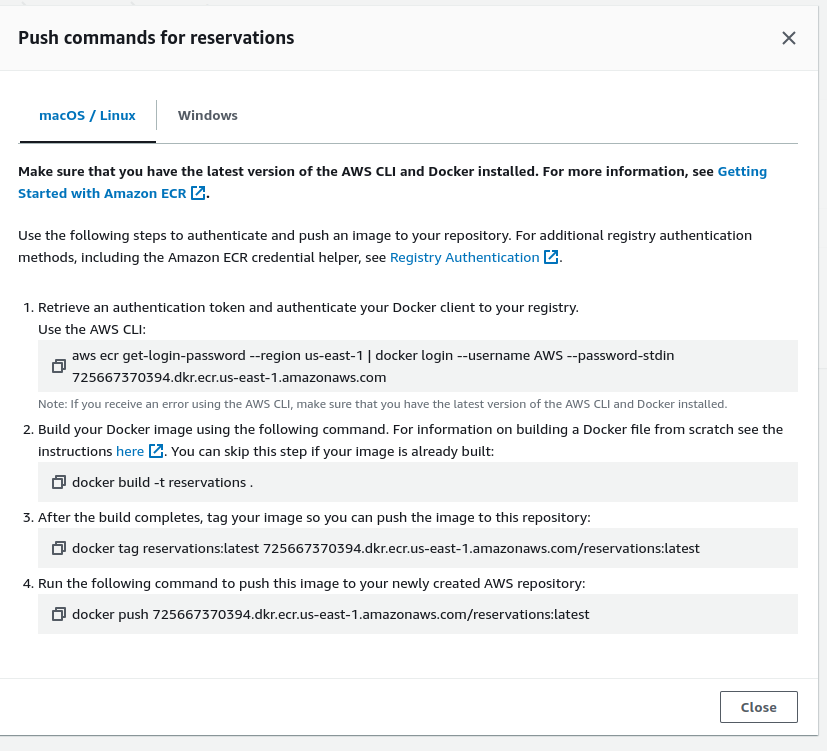 Push commands for reservations
macOS / Linux
Windows
Make sure that you have the latest version of the AWS CLI and Docker installed. For more information, see Getting
Started with Amazon ECR.
Use the following steps to authenticate and push an image to your repository. For additional registry authentication
methods, including the Amazon ECR credential helper, see Registry Authentication.
1. Retrieve an authentication token and authenticate your Docker client to your registry.
Use the AWS CLI:
aws ecr get-login-password --region us-east-1 | docker login --username AWS --password-stdin
725667370394.dkr.ecr.us-east-1.amazonaws.com
Note: If you receive an error using the AWS CLI, make sure that you have the latest version of the AWS CLI and Docker installed.
2. Build your Docker image using the following command. For information on building a Docker file from scratch see the
instructions here. You can skip this step if your image is already built:
docker build -t reservations .
3. After the build completes, tag your image so you can push the image to this repository:
docker tag reservations:latest 725667370394.dkr.ecr.us-east-1.amazonaws.com/reservations:latest
4. Run the following command to push this image to your newly created AWS repository:
docker push 725667370394.dkr.ecr.us-east-1.amazonaws.com/reservations:latest
Close